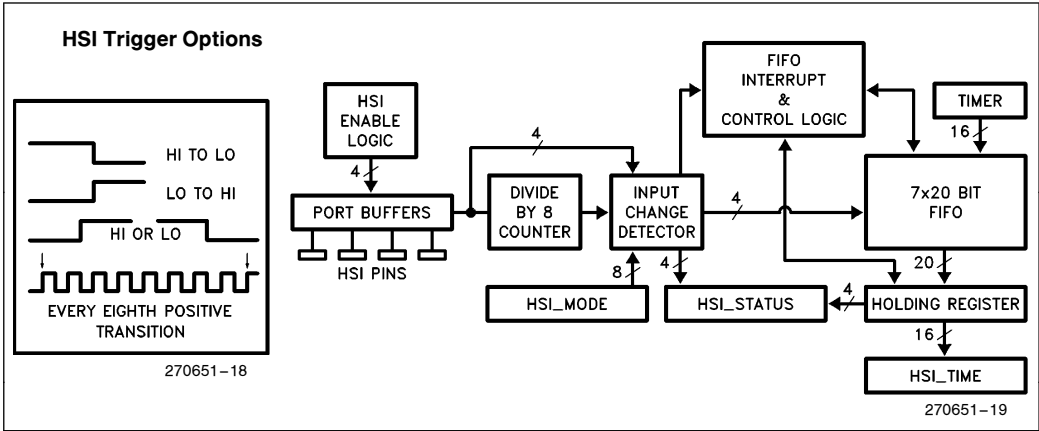 HSI Trigger Options
HI TO LO
LO TO HI
HI OR LO
EVERY EIGHTH POSITIVE
TRANSITION
270651–18
HSI
ENABLE
LOGIC
4
PORT BUFFERS
HSI PINS
4
DIVIDE
BY 8
COUNTER
INPUT
CHANGE
DETECTOR
8
HSI_MODE
4
HSI_STATUS
FIFO
INTERRUPT
&
CONTROL LOGIC
4
TIMER
16
7x20 BIT
FIFO
20
4
HOLDING REGISTER
16
HSI_TIME
270651–19